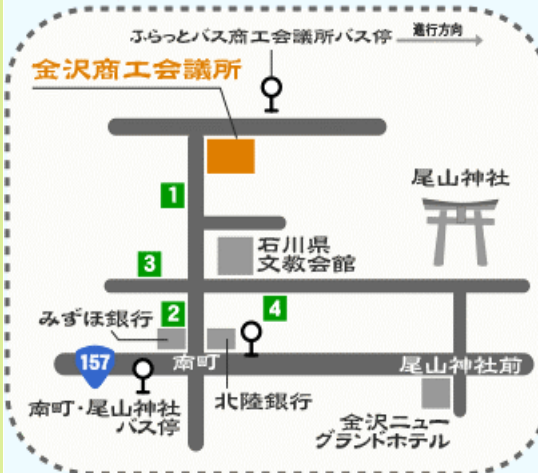 ふらっとバス商工会議所バス停
進行方向
金沢商工会議所
1
尾山神社
石川県
文教会館
3
みずほ銀行
2
4
157
南町
尾山神社前
南町・尾山神社
バス停
北陸銀行
金沢ニュー
グランドホテル